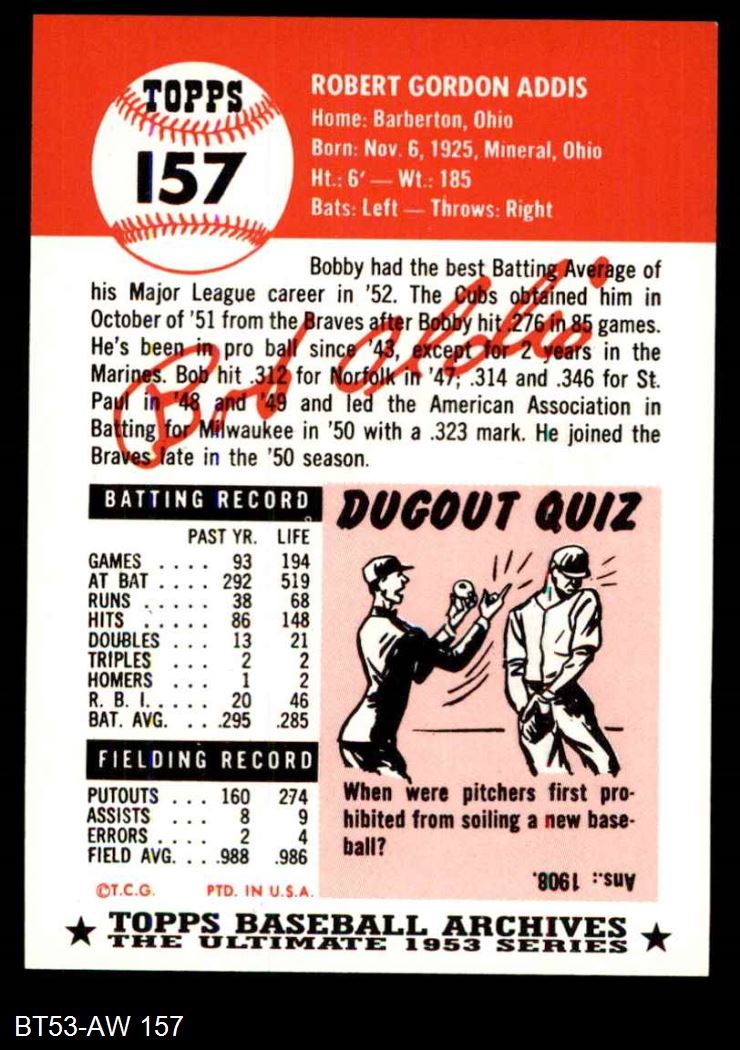 TOPPS
157
ROBERT GORDON ADDIS
Home: Barberton, Ohio
Born: Nov. 6, 1925, Mineral, Ohio
Ht.: 6' — Wt.: 185
Bats: Left — Throws: Right
Bobby had the best Batting Average of
his Major League career in '52. The Cubs obtained him in
October of '51 from the Braves after Bobby hit .276 in 85 games.
He's been in pro ball since '43, except for 2 years in the
Marines. Bob hit .312 for Norfolk in '47; .314 and .346 for St.
Paul in '48 and '49 and led the American Association in
Batting for Milwaukee in '50 with a .323 mark. He joined the
Braves late in the '50 season.
Bob Addis
BATTING RECORD
PAST YR. LIFE
GAMES .... 93 194
AT BAT .... 292 519
RUNS ..... 38 68
HITS ..... 86 148
DOUBLES ... 13 21
TRIPLES ... 2 2
HOMERS ... 1 2
R. B. I..... 20 46
BAT. AVG. ... .295 .285
FIELDING RECORD
PUTOUTS ... 160 274
ASSISTS ... 8 9
ERRORS .... 2 4
FIELD AVG. ... .988 .986
©T.C.G. PTD. IN U.S.A.
DUGOUT QUIZ
When were pitchers first pro-
hibited from soiling a new base-
ball?
Ans.: 1908.
★ TOPPS BASEBALL ARCHIVES ★
THE ULTIMATE 1953 SERIES
BT53-AW 157